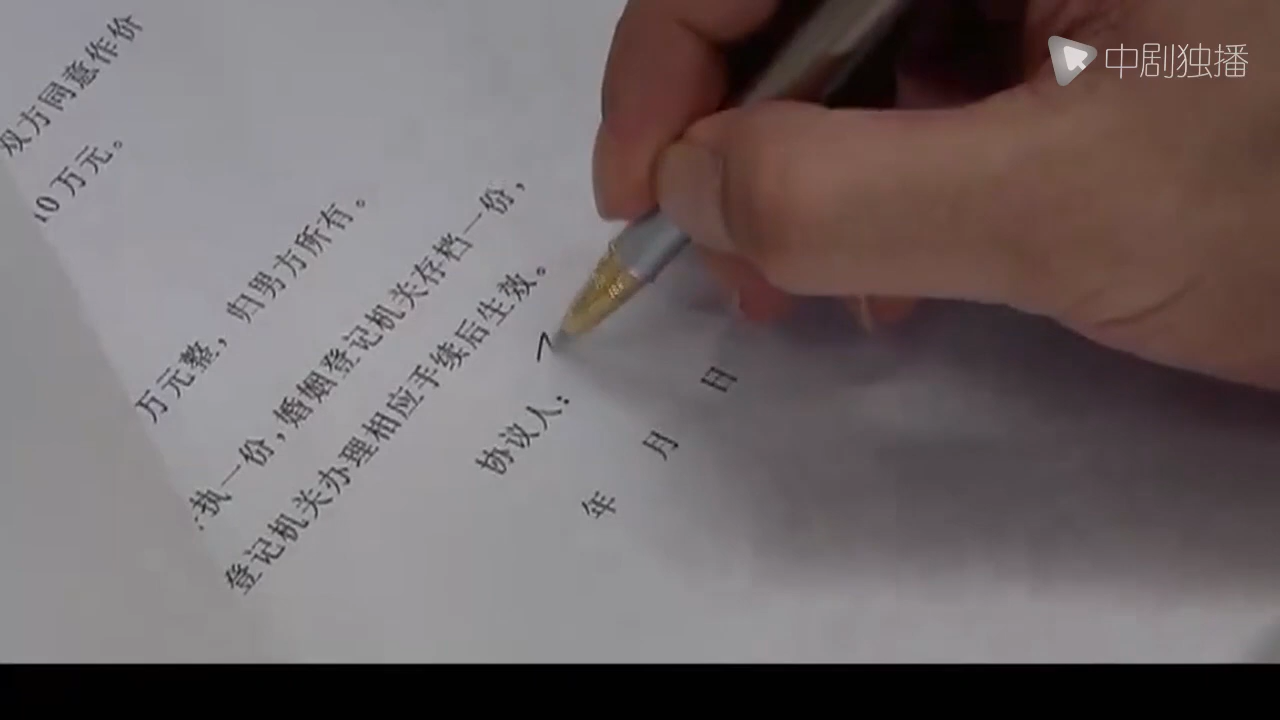 中剧独播
双方同意作价
10万元。
万元整，归男方所有。
执一份，婚姻登记机关存档一份，
登记机关办理相应手续后生效。
协议人：
年 月 日